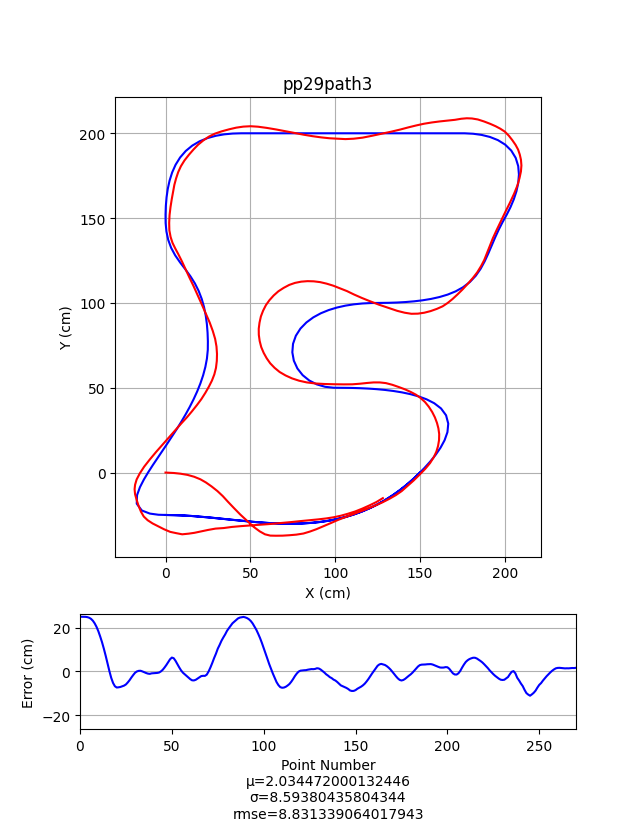 pp29path3
200
150
100
50
0
Y (cm)
0 50 100 150 200
X (cm)
20
0
−20
Error (cm)
0 50 100 150 200 250
Point Number
μ=2.034472000132446
σ=8.59380435804344
rmse=8.831339064017943